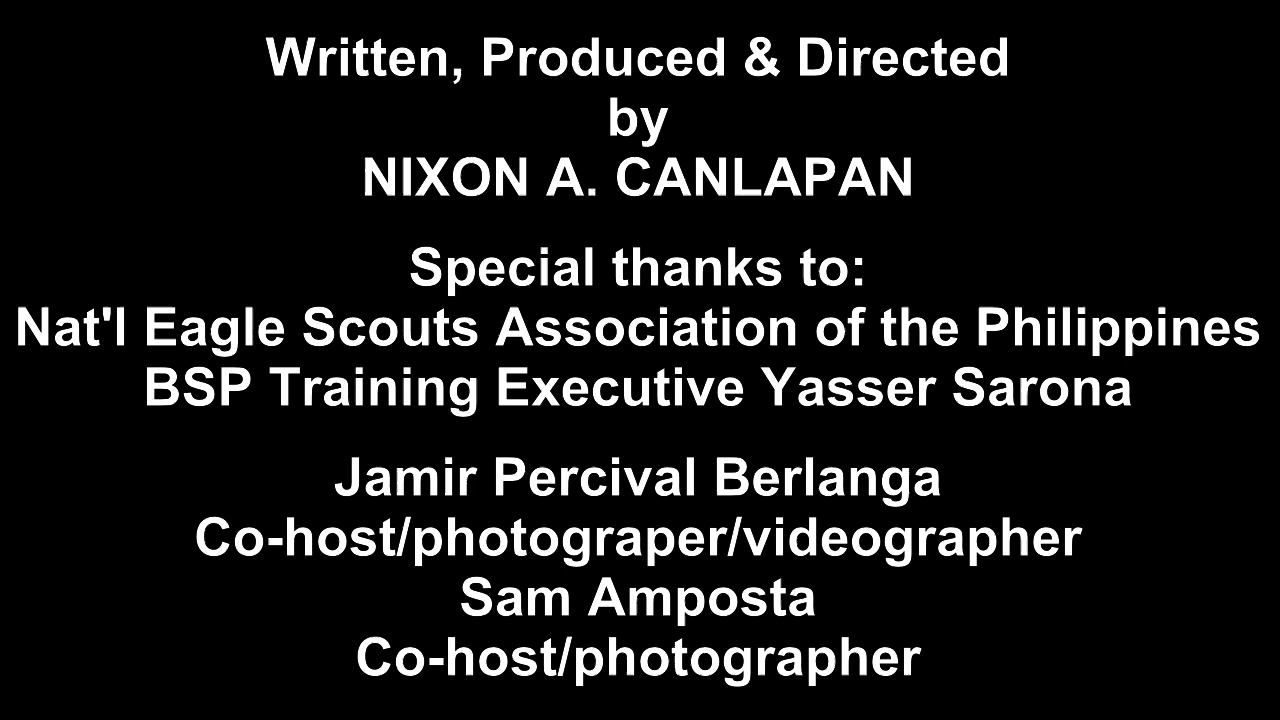 Written, Produced & Directed
by
NIXON A. CANLAPAN
Special thanks to:
Nat'l Eagle Scouts Association of the Philippines
BSP Training Executive Yasser Sarona
Jamir Percival Berlanga
Co-host/photograper/videographer
Sam Amposta
Co-host/photographer